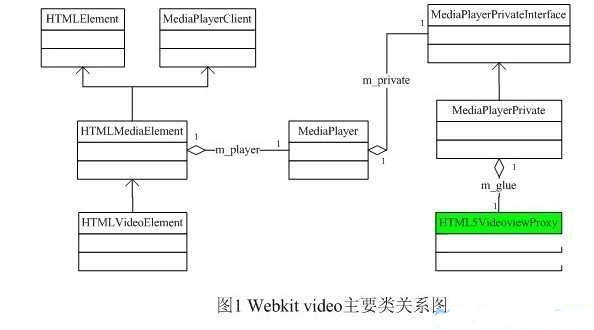 HTMLElement
MediaPlayerClient
MediaPlayerPrivateInterface
1
m_private
HTMLMediaElement
1
m_player
1
MediaPlayer
1
MediaPlayerPrivate
1
m_glue
1
HTMLVideoElement
HTML5VideoviewProxy
图1 Webkit video主要类关系图